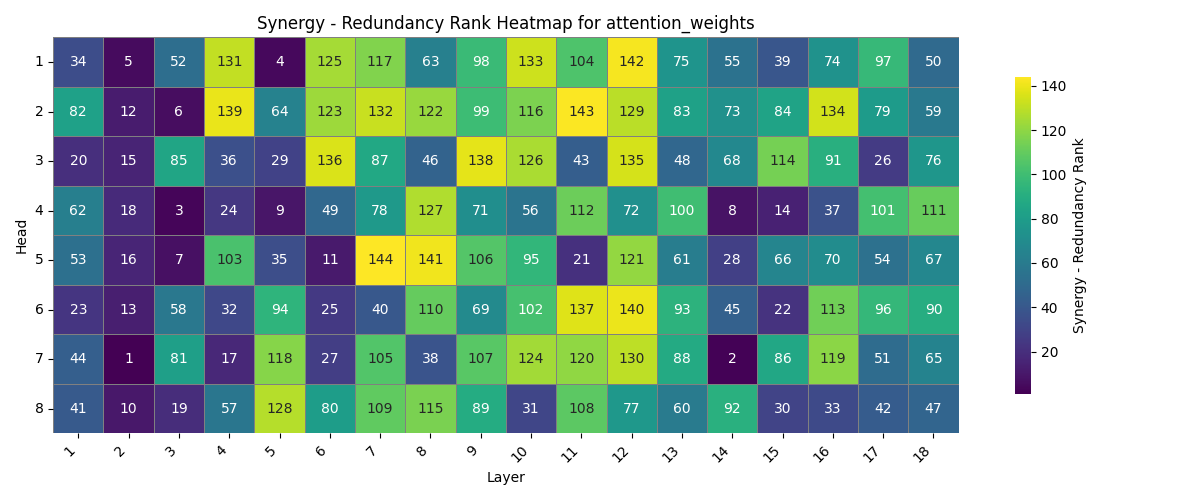 Synergy - Redundancy Rank Heatmap for attention_weights
1 34 5 52 131 4 125 117 63 98 133 104 142 75 55 39 74 97 50
2 82 12 6 139 64 123 132 122 99 116 143 129 83 73 84 134 79 59
3 20 15 85 36 29 136 87 46 138 126 43 135 48 68 114 91 26 76
4 62 18 3 24 9 49 78 127 71 56 112 72 100 8 14 37 101 111
5 53 16 7 103 35 11 144 141 106 95 21 121 61 28 66 70 54 67
6 23 13 58 32 94 25 40 110 69 102 137 140 93 45 22 113 96 90
7 44 1 81 17 118 27 105 38 107 124 120 130 88 2 86 119 51 65
8 41 10 19 57 128 80 109 115 89 31 108 77 60 92 30 33 42 47
1 2 3 4 5 6 7 8 9 10 11 12 13 14 15 16 17 18
Layer
Head
140
120
100
80
60
40
20
Synergy - Redundancy Rank